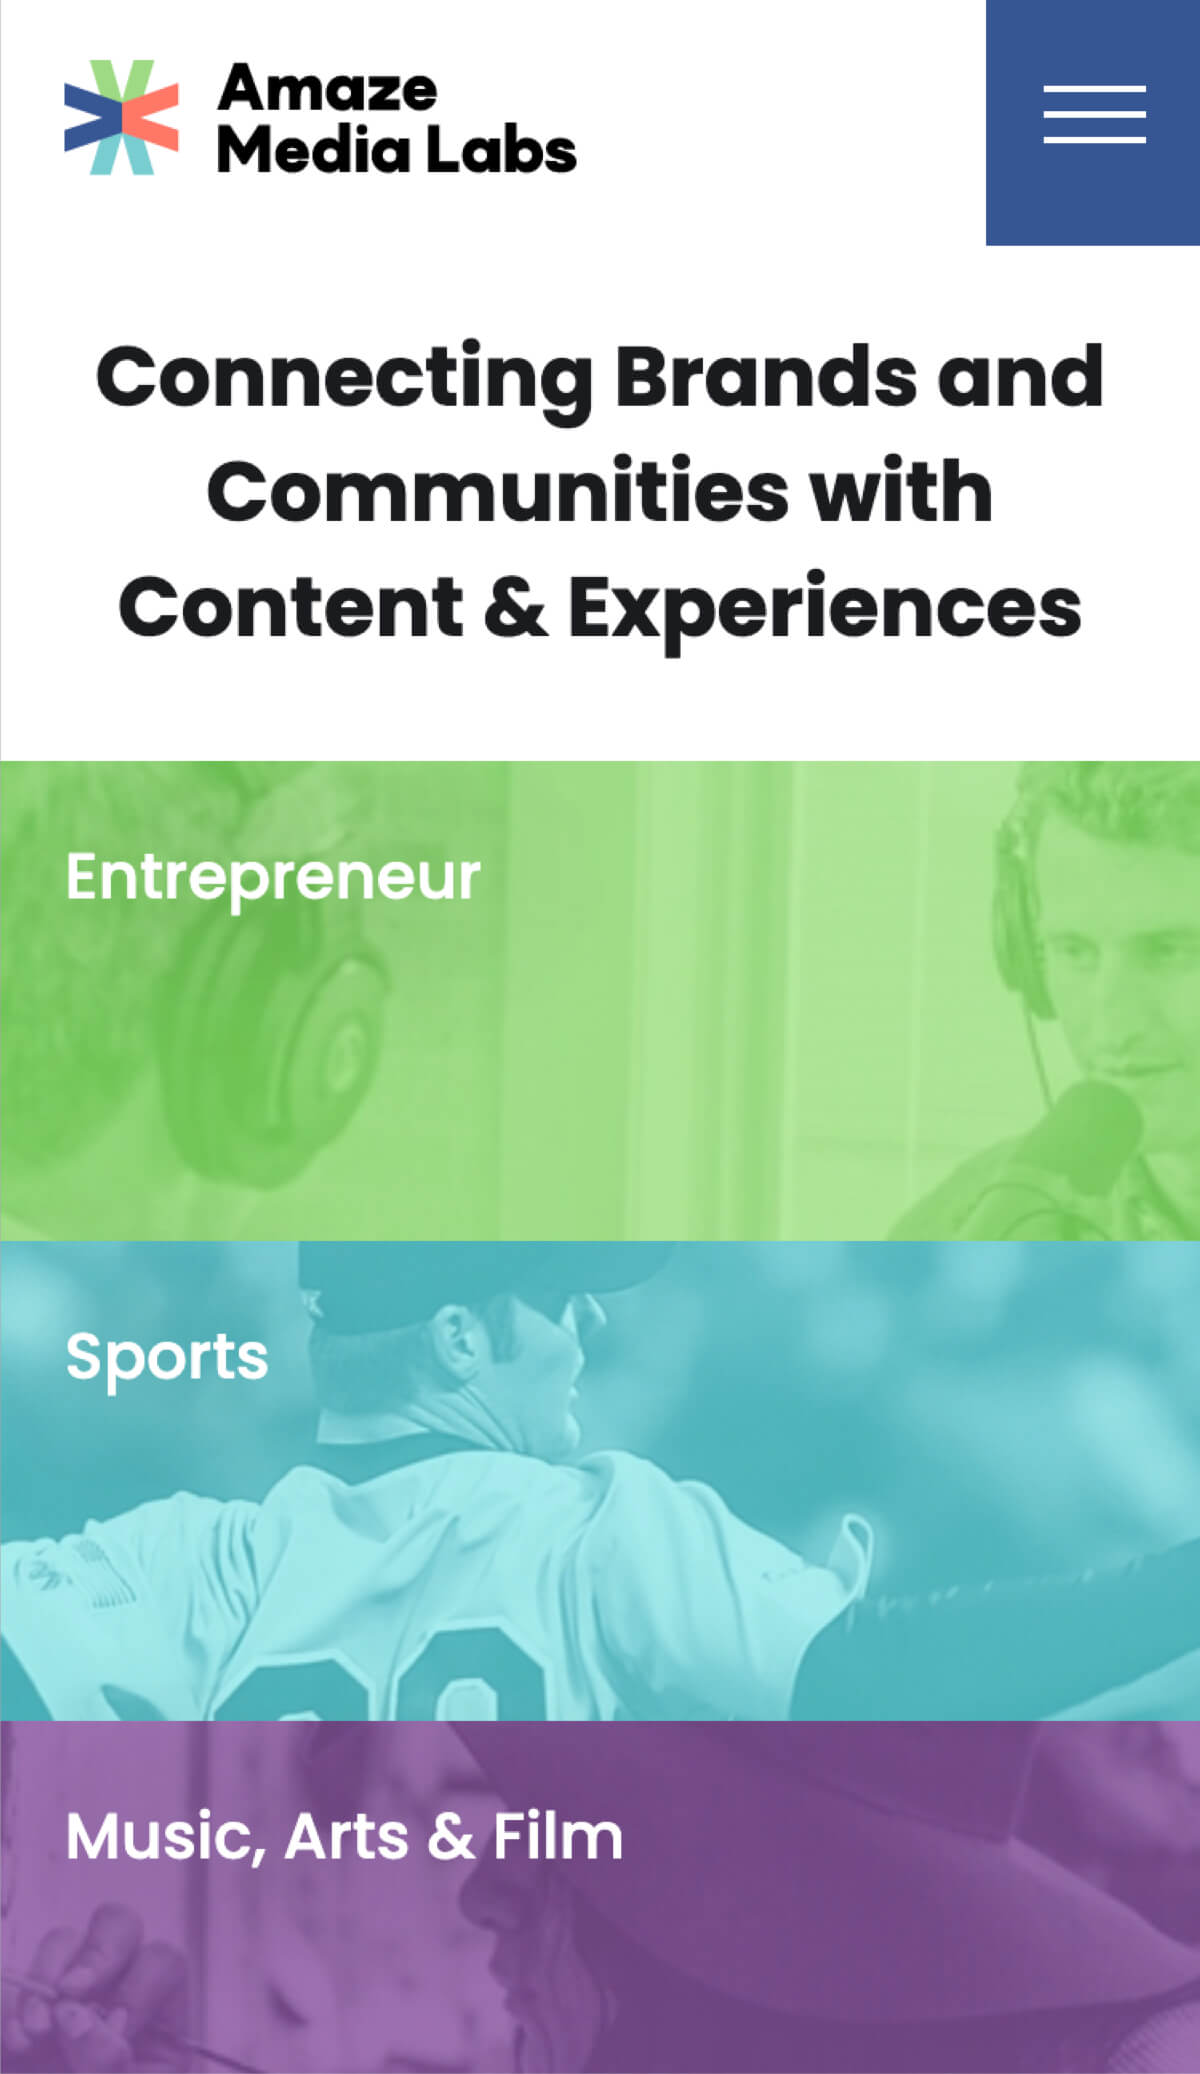 Amaze
Media Labs
Connecting Brands and
Communities with
Content & Experiences
Entrepreneur
Sports
Music, Arts & Film